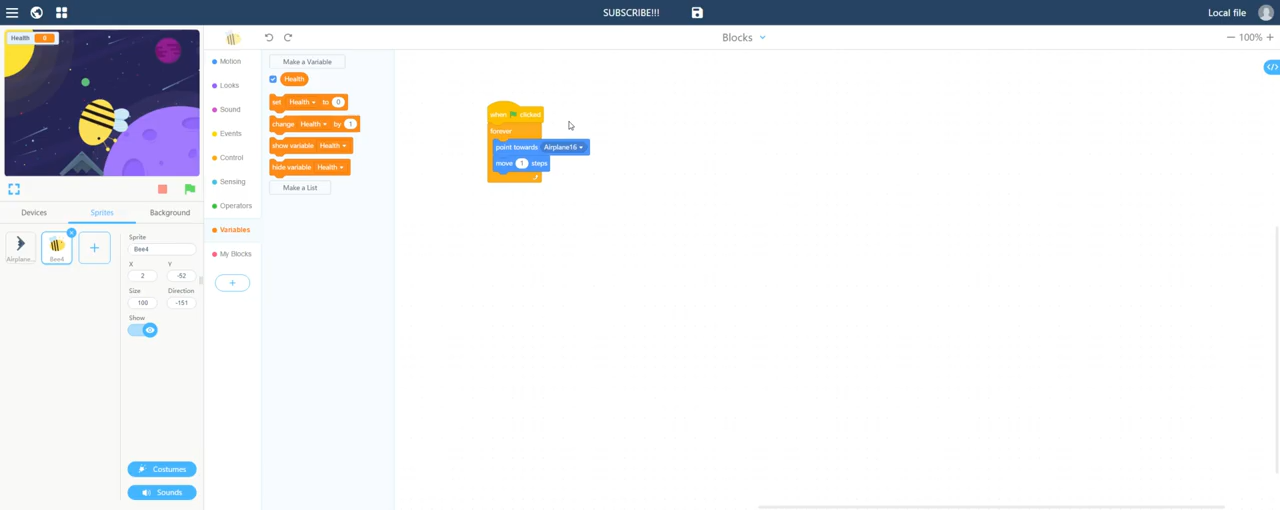 SUBSCRIBE!!!
Local file
Health
Blocks
100%
Motion
Looks
Sound
Events
Control
Sensing
Operators
Variables
My Blocks
+
Make a Variable
Health
set Health to 0
change Health by 1
show variable Health
hide variable Health
Make a List
when clicked
forever
point towards Airplane16
move 1 steps
Devices
Sprites
Background
Airplane...
Bee4
Sprite
Bee4
X
Y
2
-52
Size
Direction
100
-151
Show
Costumes
Sounds